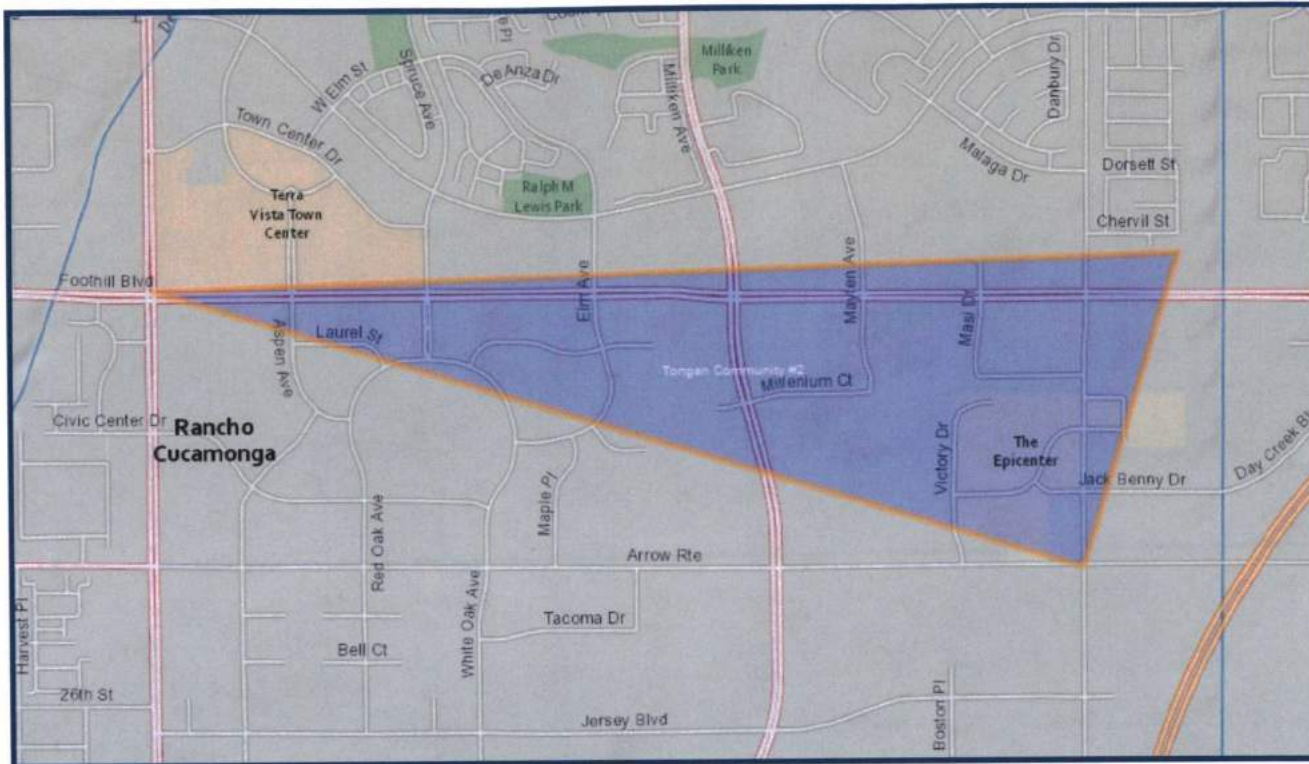 Milliken
Park
De Anza Dr
W Elm St
Spruce Ave
Milliken Ave
Danbury Dr
Town Center Dr
Malaga Dr
Dorsett St
Ralph M
Lewis Park
Terra
Vista Town
Center
Chervil St
Foothill Blvd
Elm Ave
Mayten Ave
Masi Dr
Laurel St
Aspen Ave
Tongan Community #2
Millenium Ct
Civic Center Dr
Rancho
Cucamonga
Victory Dr
The
Epicenter
Jack Benny Dr
Day Creek
Maple Pl
Red Oak Ave
Arrow Rte
White Oak Ave
Harvest Pl
Tacoma Dr
Bell Ct
26th St
Jersey Blvd
Boston Pl